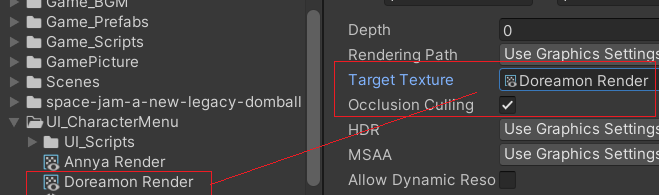 Game_BGM
Game_Prefabs
Game_Scripts
GamePicture
Scenes
space-jam-a-new-legacy-domball
UI_CharacterMenu
UI_Scripts
Annya Render
Doreamon Render
Depth
0
Rendering Path
Use Graphics Settings
Target Texture
Doreamon Render
Occlusion Culling
HDR
Use Graphics Settings
MSAA
Use Graphics Settings
Allow Dynamic Reso